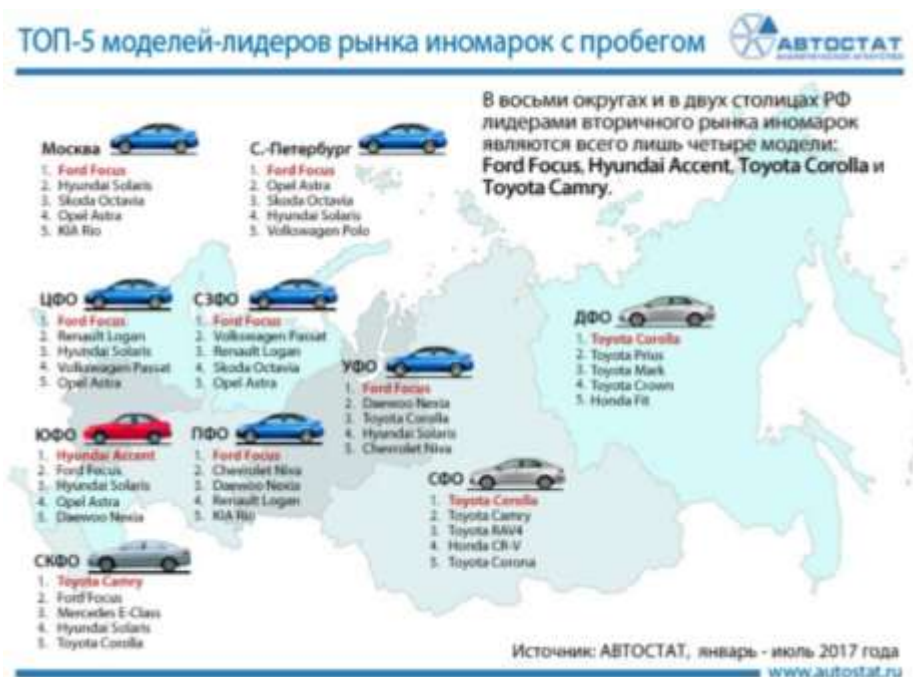 ТОП-5 моделей-лидеров рынка иномарок с пробегом
АВТОСТАТ
АНАЛИТИЧЕСКОЕ АГЕНТСТВО
В восьми округах и в двух столицах РФ
лидерами вторичного рынка иномарок
являются всего лишь четыре модели:
Ford Focus, Hyundai Accent, Toyota Corolla и
Toyota Camry.
Москва
1. Ford Focus
2. Hyundai Solaris
3. Skoda Octavia
4. Opel Astra
5. KIA Rio
С.-Петербург
1. Ford Focus
2. Opel Astra
3. Skoda Octavia
4. Hyundai Solaris
5. Volkswagen Polo
ЦФО
1. Ford Focus
2. Renault Logan
3. Hyundai Solaris
4. Volkswagen Passat
5. Opel Astra
СЗФО
1. Ford Focus
2. Volkswagen Passat
3. Renault Logan
4. Skoda Octavia
5. Opel Astra
УФО
1. Ford Focus
2. Daewoo Nexia
3. Toyota Corolla
4. Hyundai Solaris
5. Chevrolet Niva
ДФО
1. Toyota Corolla
2. Toyota Prius
3. Toyota Mark
4. Toyota Crown
5. Honda Fit
ЮФО
1. Hyundai Accent
2. Ford Focus
3. Hyundai Solaris
4. Opel Astra
5. Daewoo Nexia
ПФО
1. Ford Focus
2. Chevrolet Niva
3. Daewoo Nexia
4. Renault Logan
5. KIA Rio
СФО
1. Toyota Corolla
2. Toyota Camry
3. Toyota RAV4
4. Honda CR-V
5. Toyota Corona
СКФО
1. Toyota Camry
2. Ford Focus
3. Mercedes E-Class
4. Hyundai Solaris
5. Toyota Corolla
Источник: АВТОСТАТ, январь - июль 2017 года
www.autostat.ru